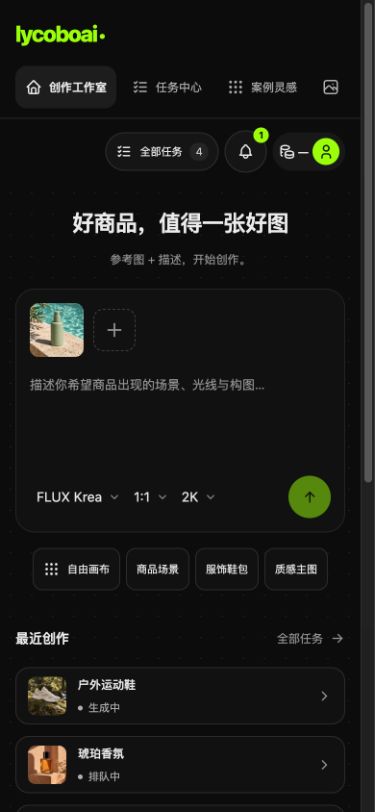 lycoboai
创作工作室 任务中心 案例灵感
全部任务 4 1
好商品，值得一张好图
参考图 + 描述，开始创作。
描述你希望商品出现的场景、光线与构图...
FLUX Krea 1:1 2K
自由画布 商品场景 服饰鞋包 质感主图
最近创作 全部任务 →
户外运动鞋
生成中
琥珀香氛
排队中